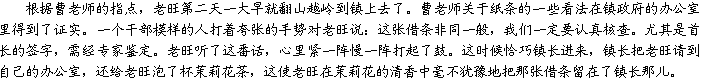 根据曹老师的指点，老旺第二天一大早就翻山越岭到镇上去了。曹老师关于纸条的一些看法在镇政府的办公室
里得到了证实。一个干部模样的人打着夸张的手势对老旺说：这张借条非同一般，我们一定要认真核查。尤其是首
长的签字，需经专家鉴定。老旺听了这番话，心里紧一阵慢一阵打起了鼓。这时候恰巧镇长进来，镇长把老旺请到
自己的办公室，还给老旺泡了杯茉莉花茶，这使老旺在茉莉花的清香中毫不犹豫地把那张借条留在了镇长那儿。